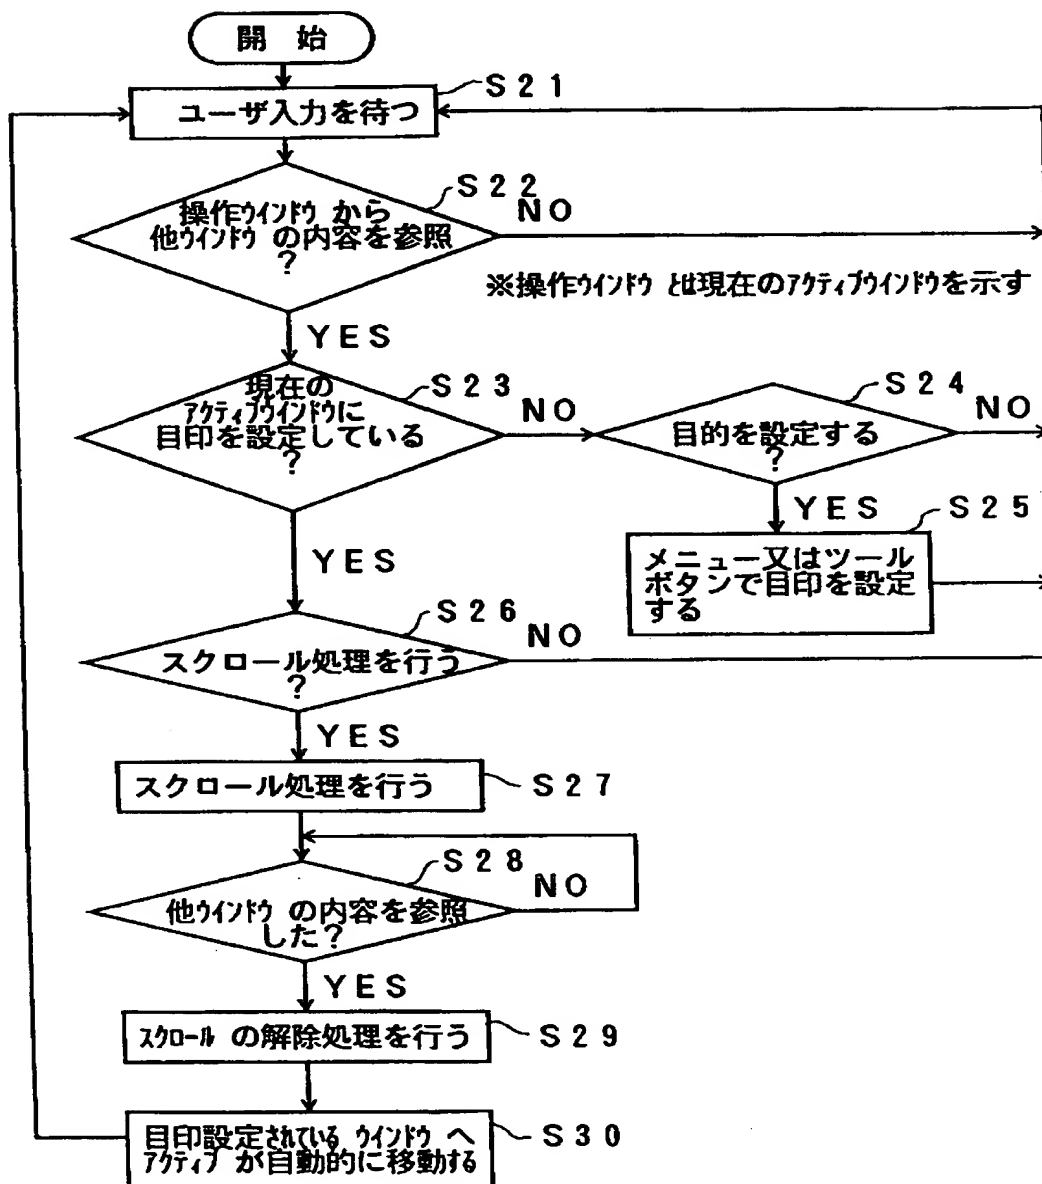 開 始
S21
ユーザ入力を待つ
S22
操作ｳｲﾝﾄﾞｳ から
他ｳｲﾝﾄﾞｳ の内容を参照
?
NO
※操作ｳｲﾝﾄﾞｳ とは現在のｱｸﾃｨﾌﾞｳｲﾝﾄﾞｳを示す
YES
S23
現在の
ｱｸﾃｨﾌﾞｳｲﾝﾄﾞｳに
目印を設定している
?
NO
S24
目的を設定する
?
NO
YES
S25
メニュー又はツール
ボタンで目印を設定
する
YES
S26
スクロール処理を行う
?
NO
YES
スクロール処理を行う
S27
S28
他ｳｲﾝﾄﾞｳ の内容を参照
した?
NO
YES
ｽｸﾛｰﾙ の解除処理を行う
S29
目印設定されている ｳｲﾝﾄﾞｳ へ
ｱｸﾃｨﾌﾞ が自動的に移動する
S30